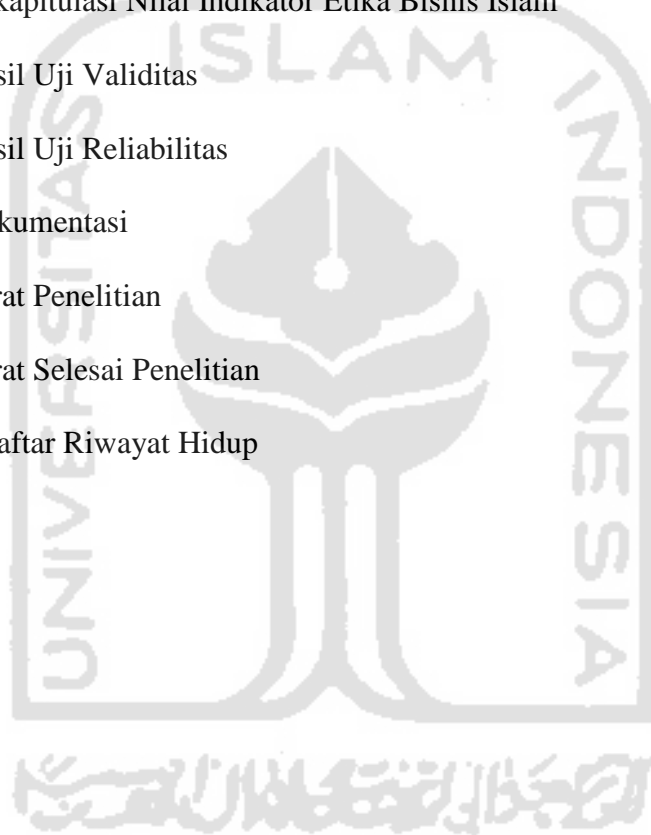 kapitulasi Nilai Indikator Etika Bisnis Islam
sil Uji Validitas
sil Uji Reliabilitas
kumentasi
rat Penelitian
rat Selesai Penelitian
aftar Riwayat Hidup
ISLAM
UNIVERSITAS
INDONESIA